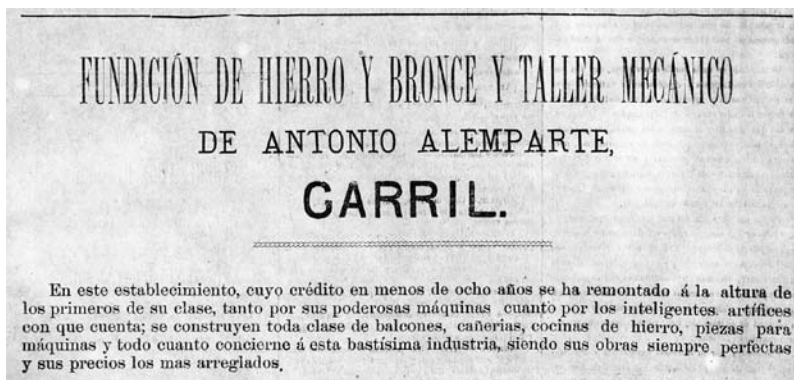 FUNDICIÓN DE HIERRO Y BRONCE Y TALLER MECÁNICO
DE ANTONIO ALEMPARTE,
CARRIL.
En este establecimiento, cuyo crédito en menos de ocho años se ha remontado á la altura de
los primeros de su clase, tanto por sus poderosas máquinas cuanto por los inteligentes artífices
con que cuenta; se construyen toda clase de balcones, cañerias, cocinas de hierro, piezas para
máquinas y todo cuanto concierne á esta bastísima industria, siendo sus obras siempre perfectas
y sus precios los mas arreglados.